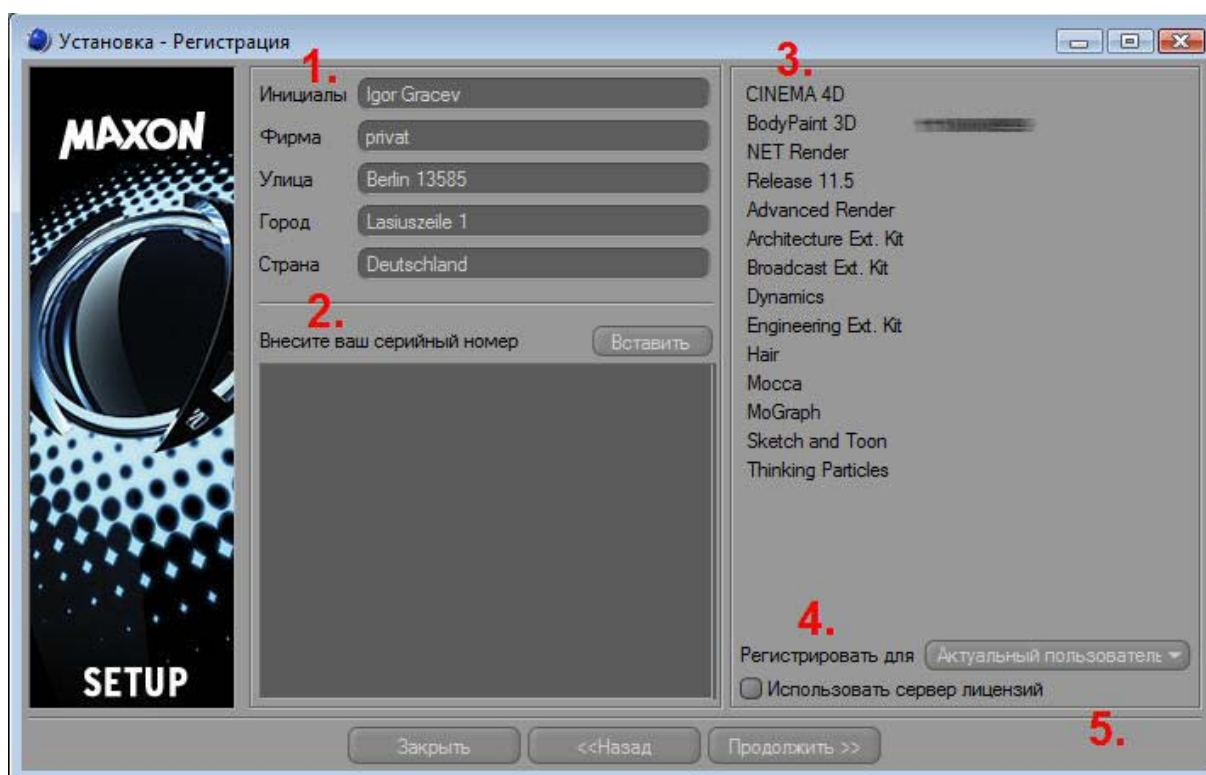 Установка - Регистрация
MAXON
SETUP
1.
Инициалы Igor Gracev
Фирма privat
Улица Berlin 13585
Город Lasiuszeile 1
Страна Deutschland
2.
Внесите ваш серийный номер Вставить
3.
CINEMA 4D
BodyPaint 3D
NET Render
Release 11.5
Advanced Render
Architecture Ext. Kit
Broadcast Ext. Kit
Dynamics
Engineering Ext. Kit
Hair
Mocca
MoGraph
Sketch and Toon
Thinking Particles
4.
Регистрировать для Актуальный пользователь
Использовать сервер лицензий
5.
Закрыть <<Назад Продолжить >>